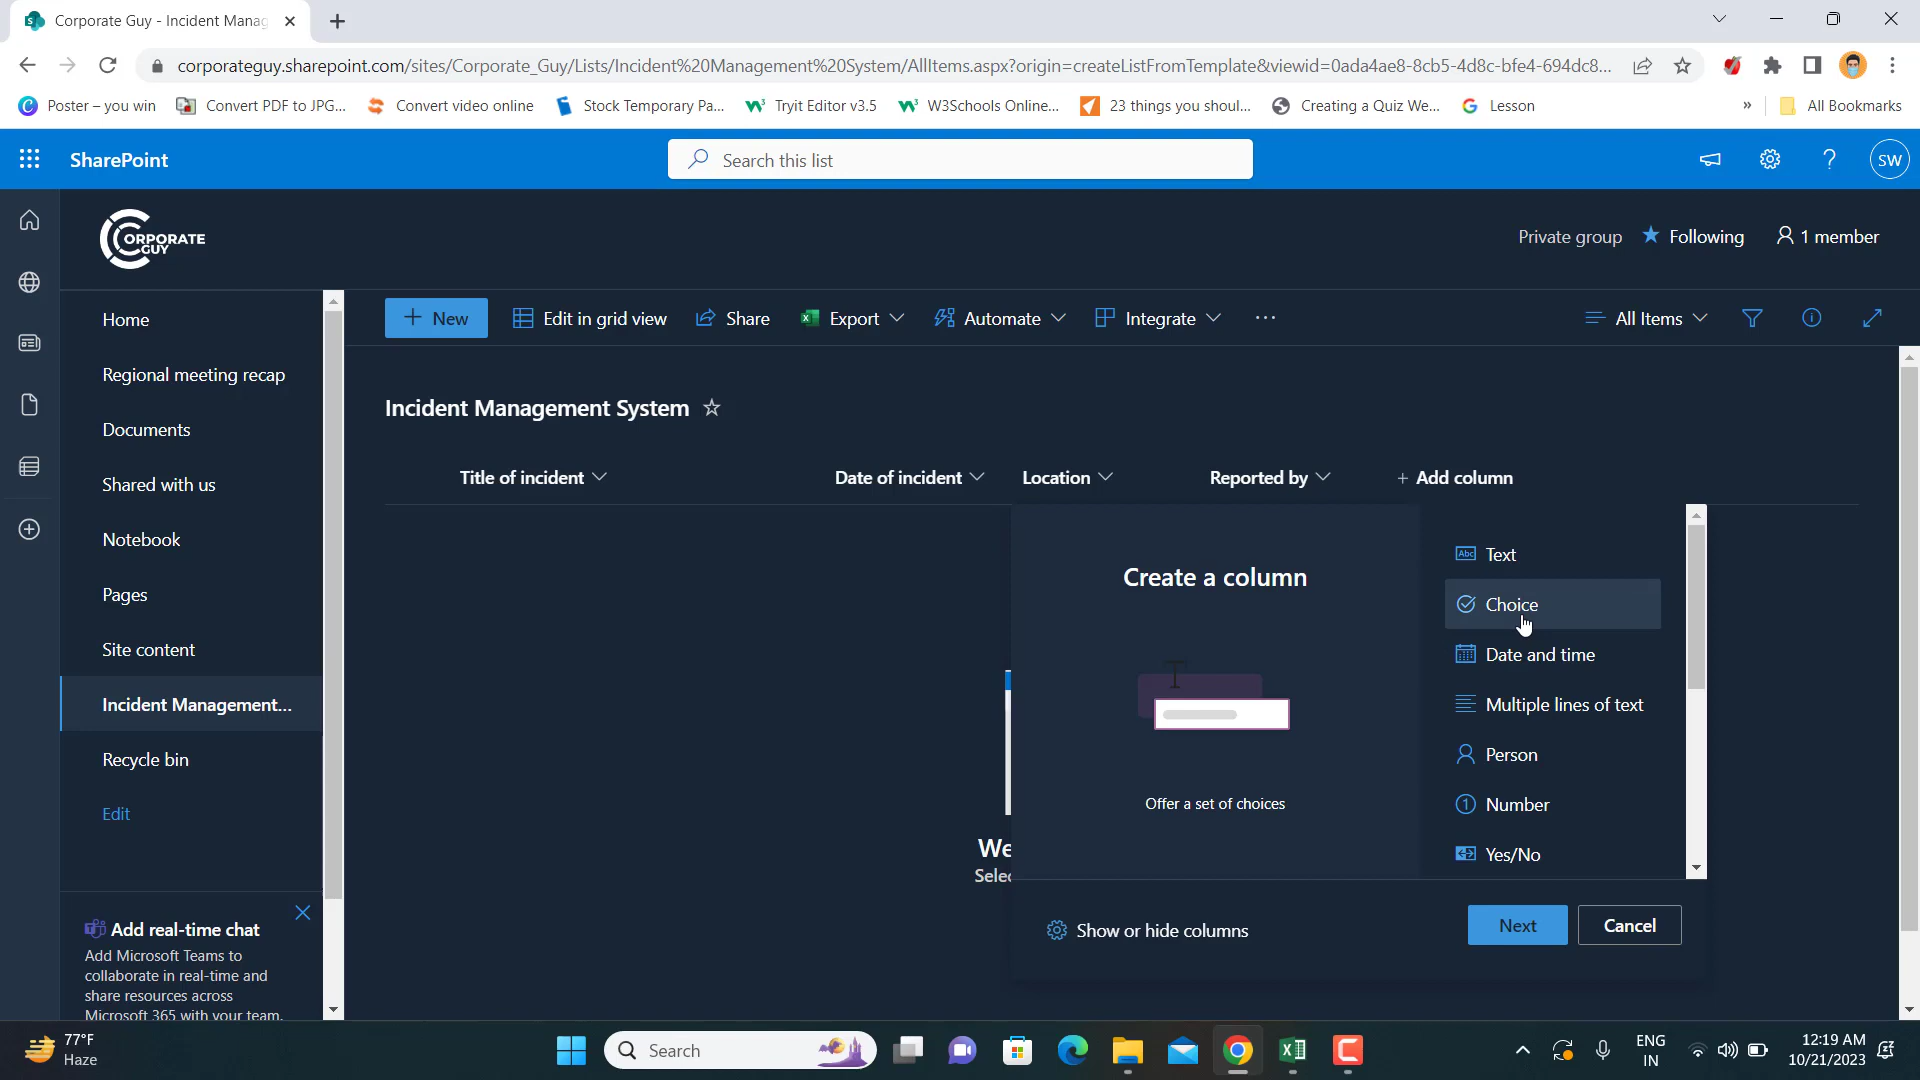 Corporate Guy - Incident Manag
corporateguy.sharepoint.com/sites/Corporate_Guy/Lists/Incident%20Management%20System/AllItems.aspx?origin=createListFromTemplate&viewid=0ada4ae8-8cb5-4d8c-bfe4-694dc8...
Poster – you win
Convert PDF to JPG...
Convert video online
Stock Temporary Pa...
Tryit Editor v3.5
W3Schools Online...
23 things you shoul...
Creating a Quiz We...
Lesson
»
All Bookmarks
SharePoint
Search this list
SW
CORPORATE
GUY
Private group
Following
1 member
Home
Regional meeting recap
Documents
Shared with us
Notebook
Pages
Site content
Incident Management...
Recycle bin
Edit
Add real-time chat
Add Microsoft Teams to
collaborate in real-time and
share resources across
Microsoft 365 with your team.
+ New
Edit in grid view
Share
Export
Automate
Integrate
...
All Items
Incident Management System
Title of incident
Date of incident
Location
Reported by
+ Add column
We
Selec
Create a column
Offer a set of choices
Abc Text
Choice
Date and time
Multiple lines of text
Person
1 Number
Yes/No
Show or hide columns
Next
Cancel
77°F
Haze
Search
ENG
IN
12:19 AM
10/21/2023